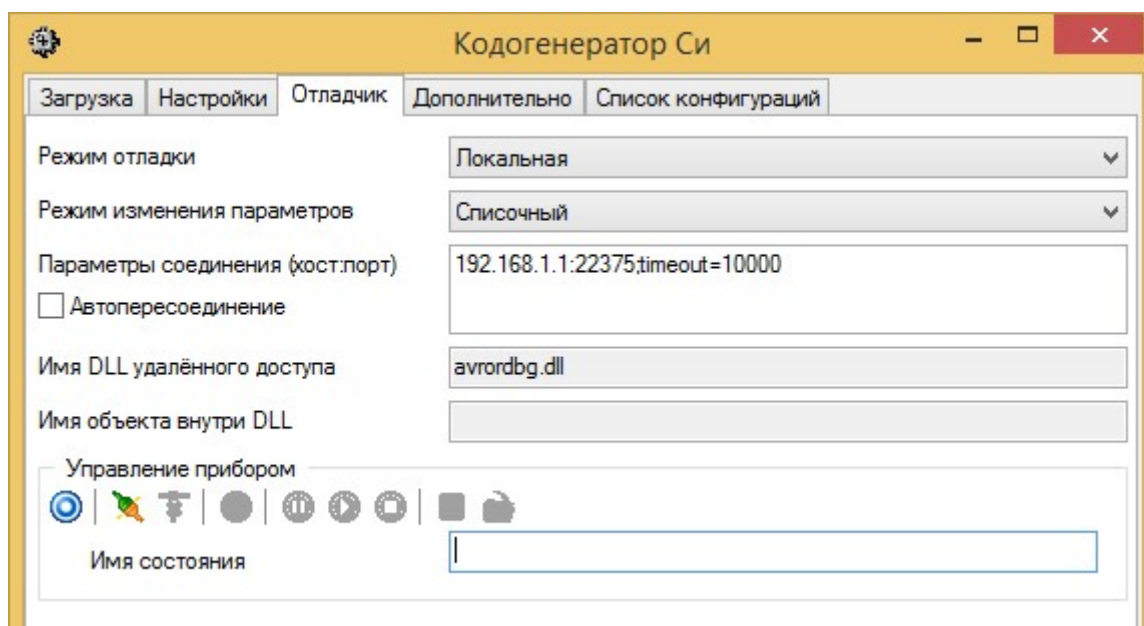 Кодогенератор Си
Загрузка Настройки Отладчик Дополнительно Список конфигураций
Режим отладки Локальная
Режим изменения параметров Списочный
Параметры соединения (хост:порт) 192.168.1.1:22375;timeout=10000
Автопересоединение
Имя DLL удалённого доступа avrordbg.dll
Имя объекта внутри DLL
Управление прибором
Имя состояния